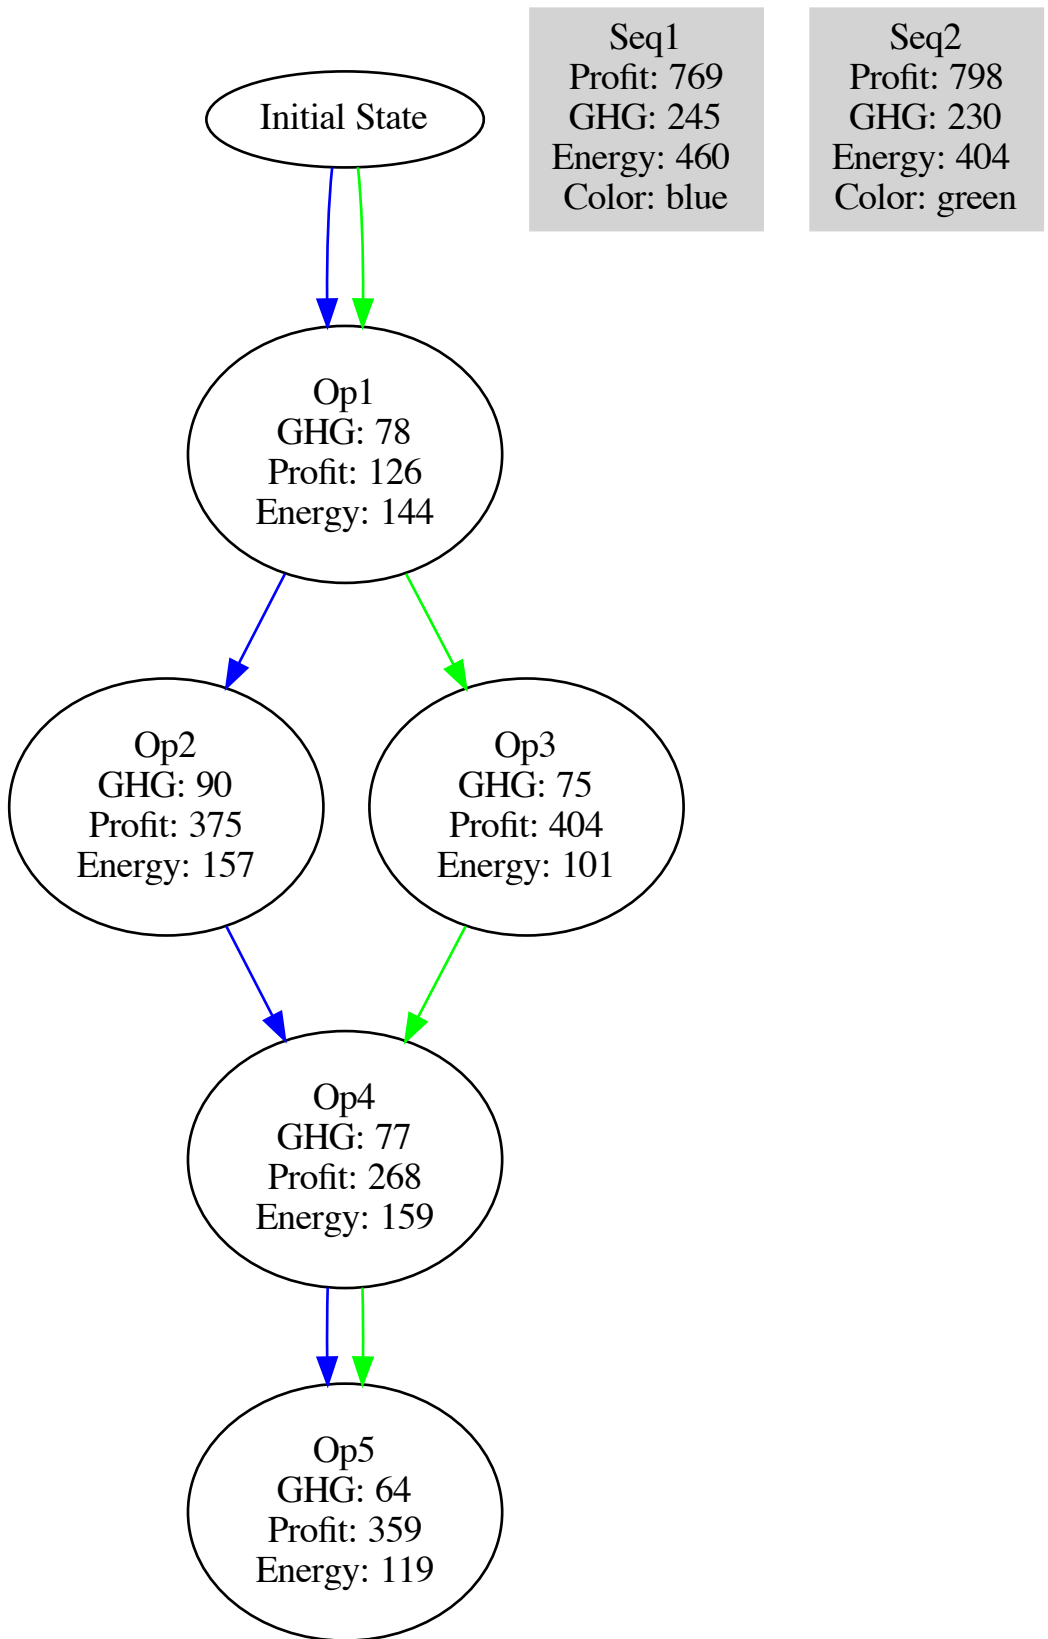 Seq1
Profit: 769
GHG: 245
Energy: 460
Color: blue
Seq2
Profit: 798
GHG: 230
Energy: 404
Color: green
Initial State
Op1
GHG: 78
Profit: 126
Energy: 144
Op2
GHG: 90
Profit: 375
Energy: 157
Op3
GHG: 75
Profit: 404
Energy: 101
Op4
GHG: 77
Profit: 268
Energy: 159
Op5
GHG: 64
Profit: 359
Energy: 119